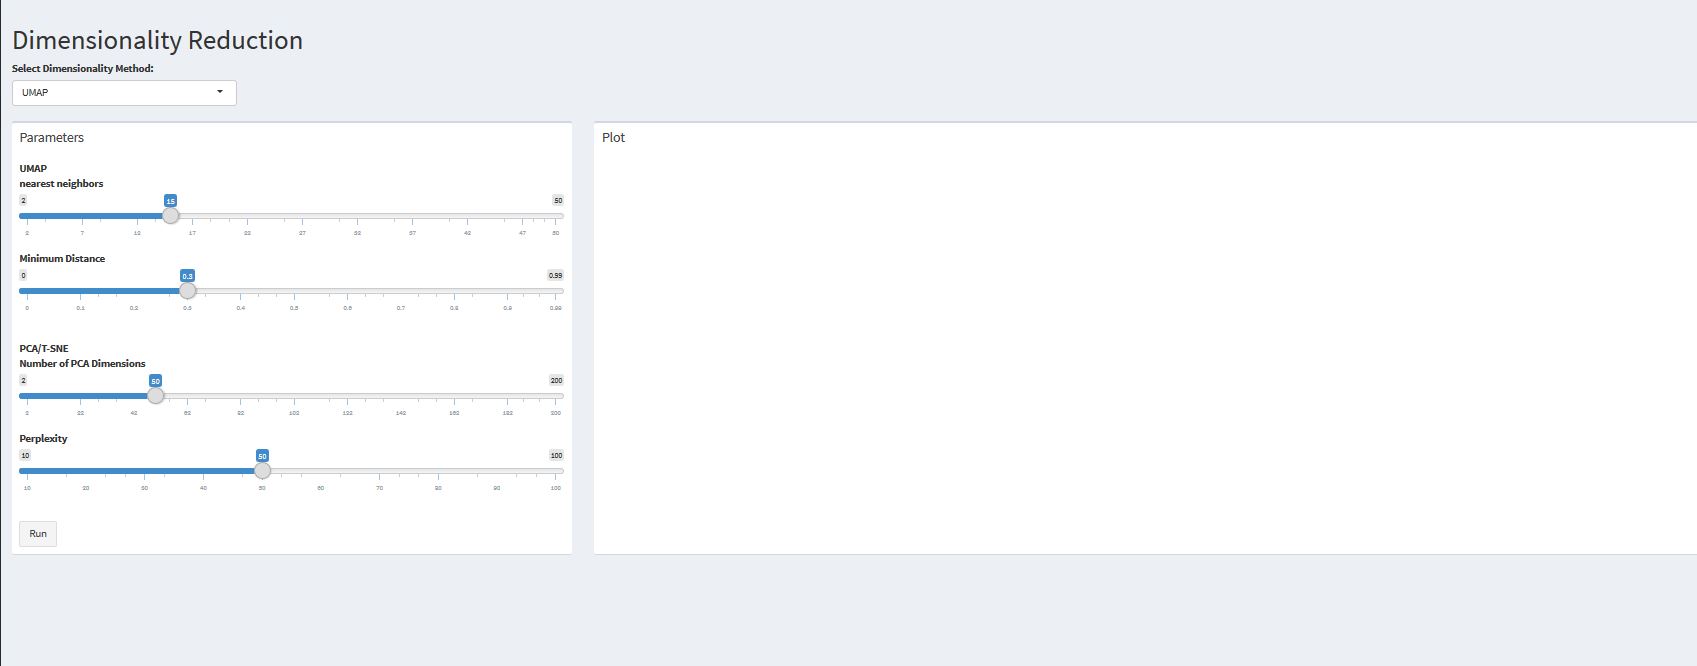 Dimensionality Reduction
Select Dimensionality Method:
UMAP
Parameters
Plot
UMAP
nearest neighbors
2 15 50
2 7 12 17 22 27 32 37 42 47 50
Minimum Distance
0 0.3 0.99
0 0.1 0.2 0.3 0.4 0.5 0.6 0.7 0.8 0.9 0.99
PCA/T-SNE
Number of PCA Dimensions
2 50 200
2 22 42 62 82 102 122 142 162 182 200
Perplexity
10 50 100
10 20 30 40 50 60 70 80 90 100
Run